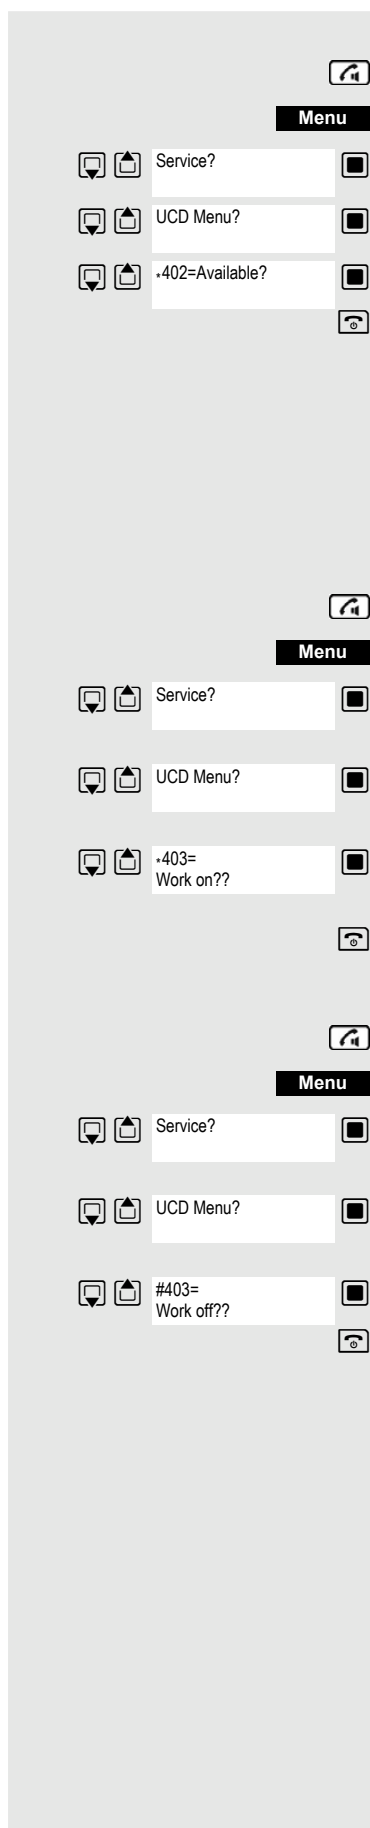 Menu
Service?
UCD Menu?
*402=Available?
Menu
Service?
UCD Menu?
*403=
Work on??
Menu
Service?
UCD Menu?
#403=
Work off??